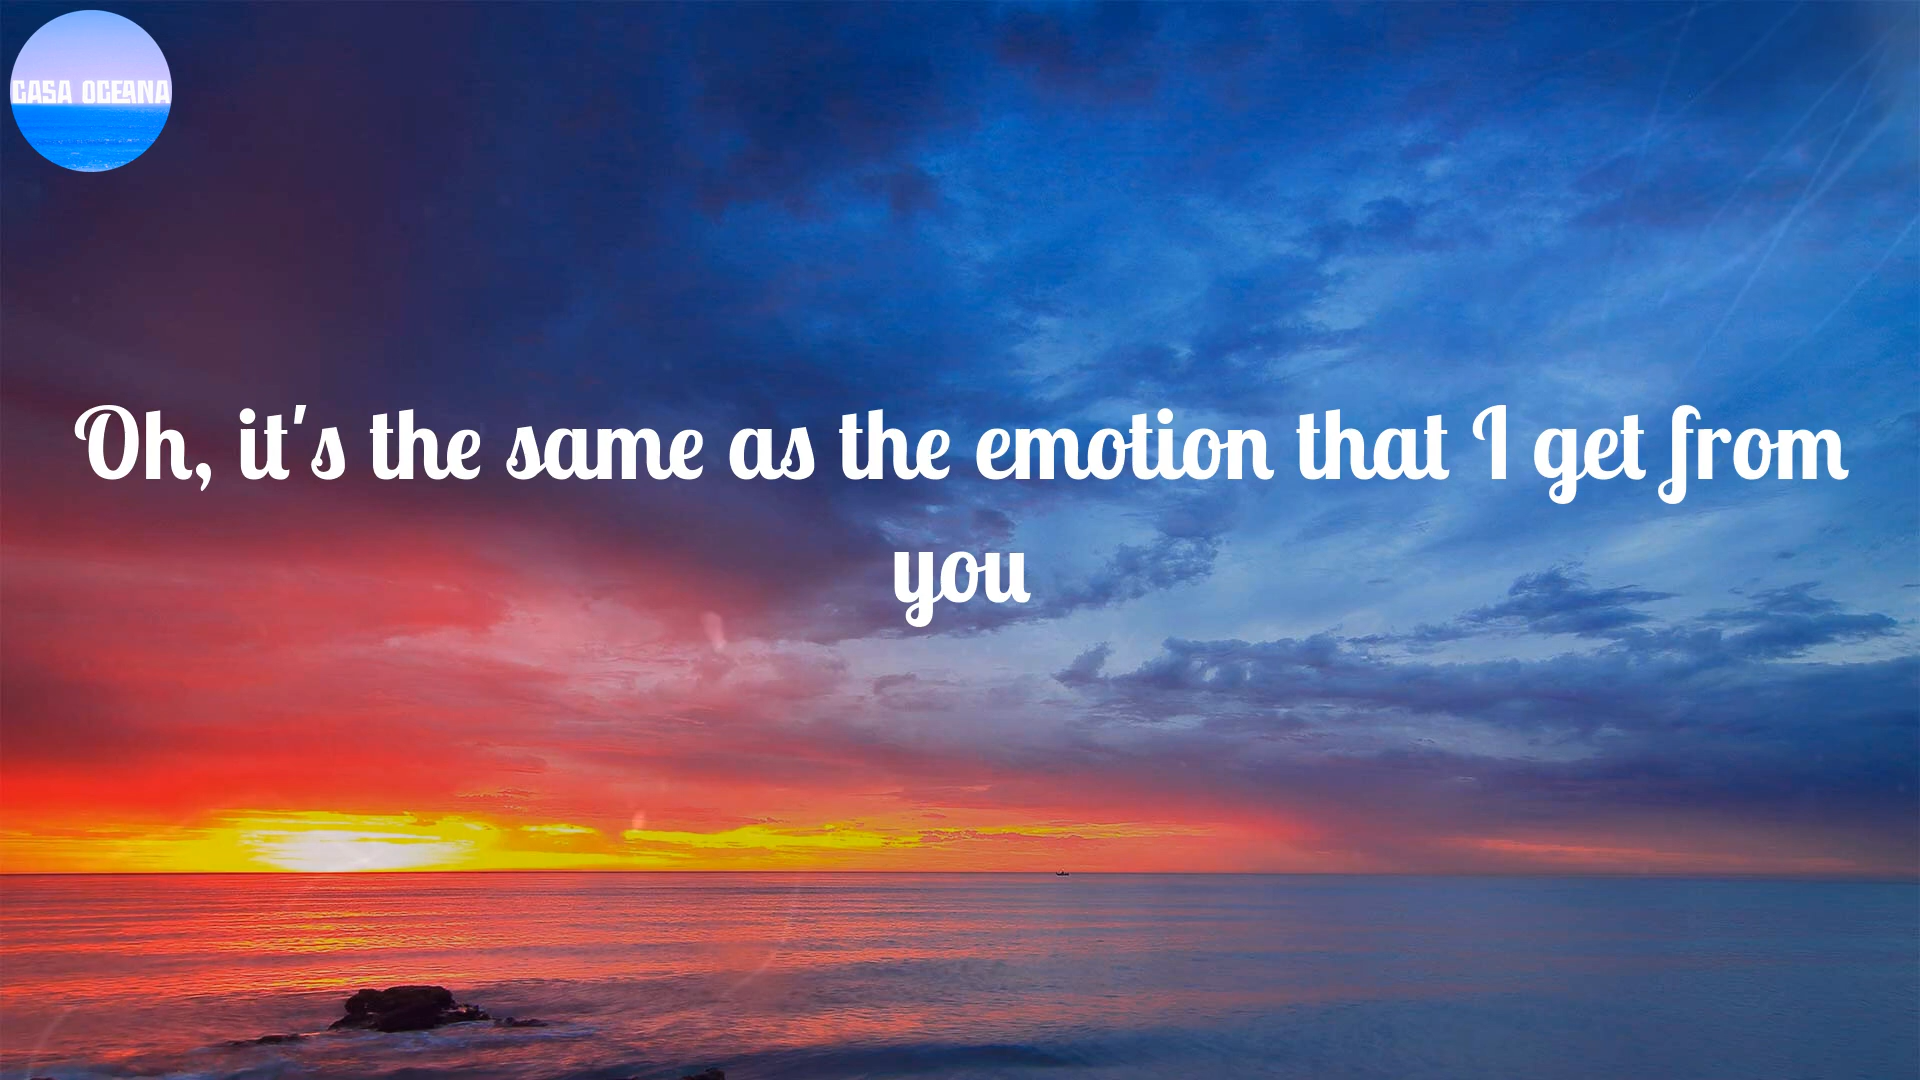 CASA OCEANA
Oh, it's the same as the emotion that I get from
you